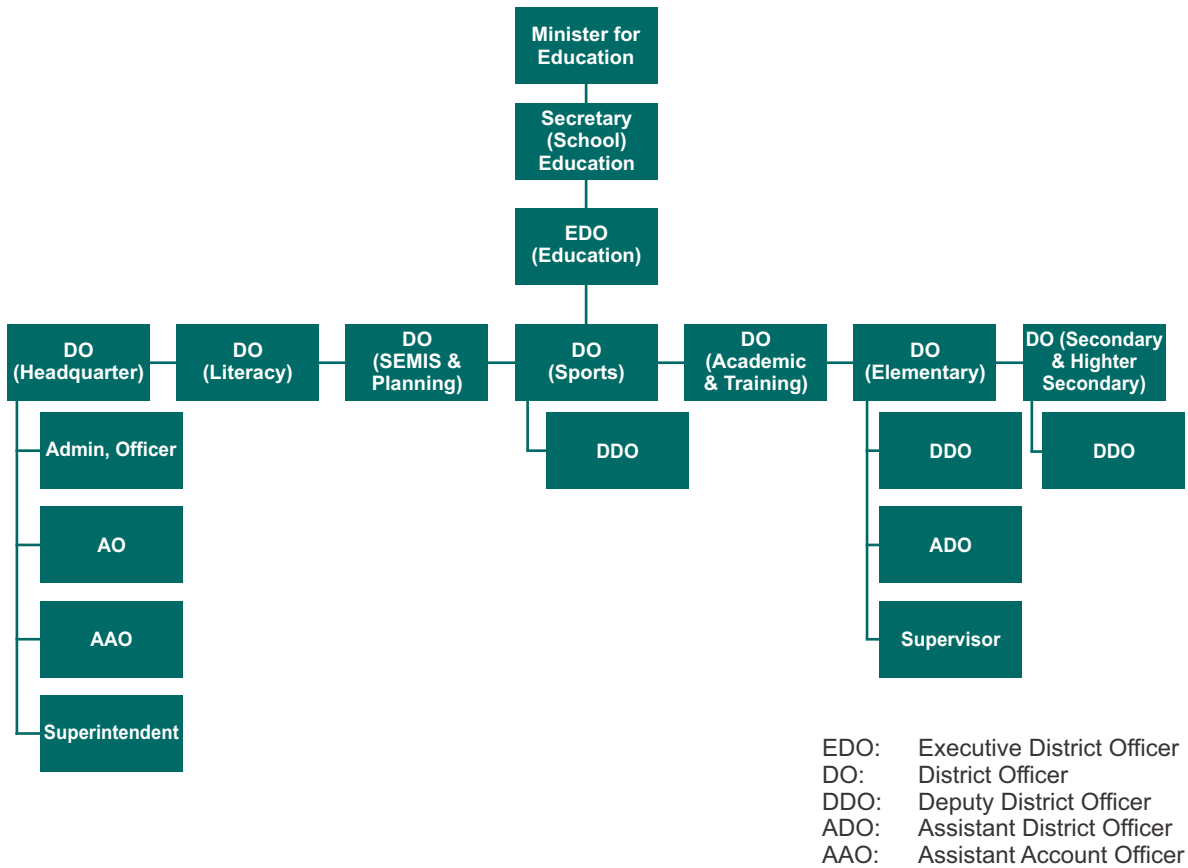 Minister for
Education
Secretary
(School)
Education
EDO
(Education)
DO
(Headquarter)
DO
(Literacy)
DO
(SEMIS &
Planning)
DO
(Sports)
DO
(Academic
& Training)
DO
(Elementary)
DO (Secondary
& Highter
Secondary)
Admin, Officer
AO
AAO
Superintendent
DDO
DDO
ADO
Supervisor
DDO
EDO: Executive District Officer
DO: District Officer
DDO: Deputy District Officer
ADO: Assistant District Officer
AAO: Assistant Account Officer